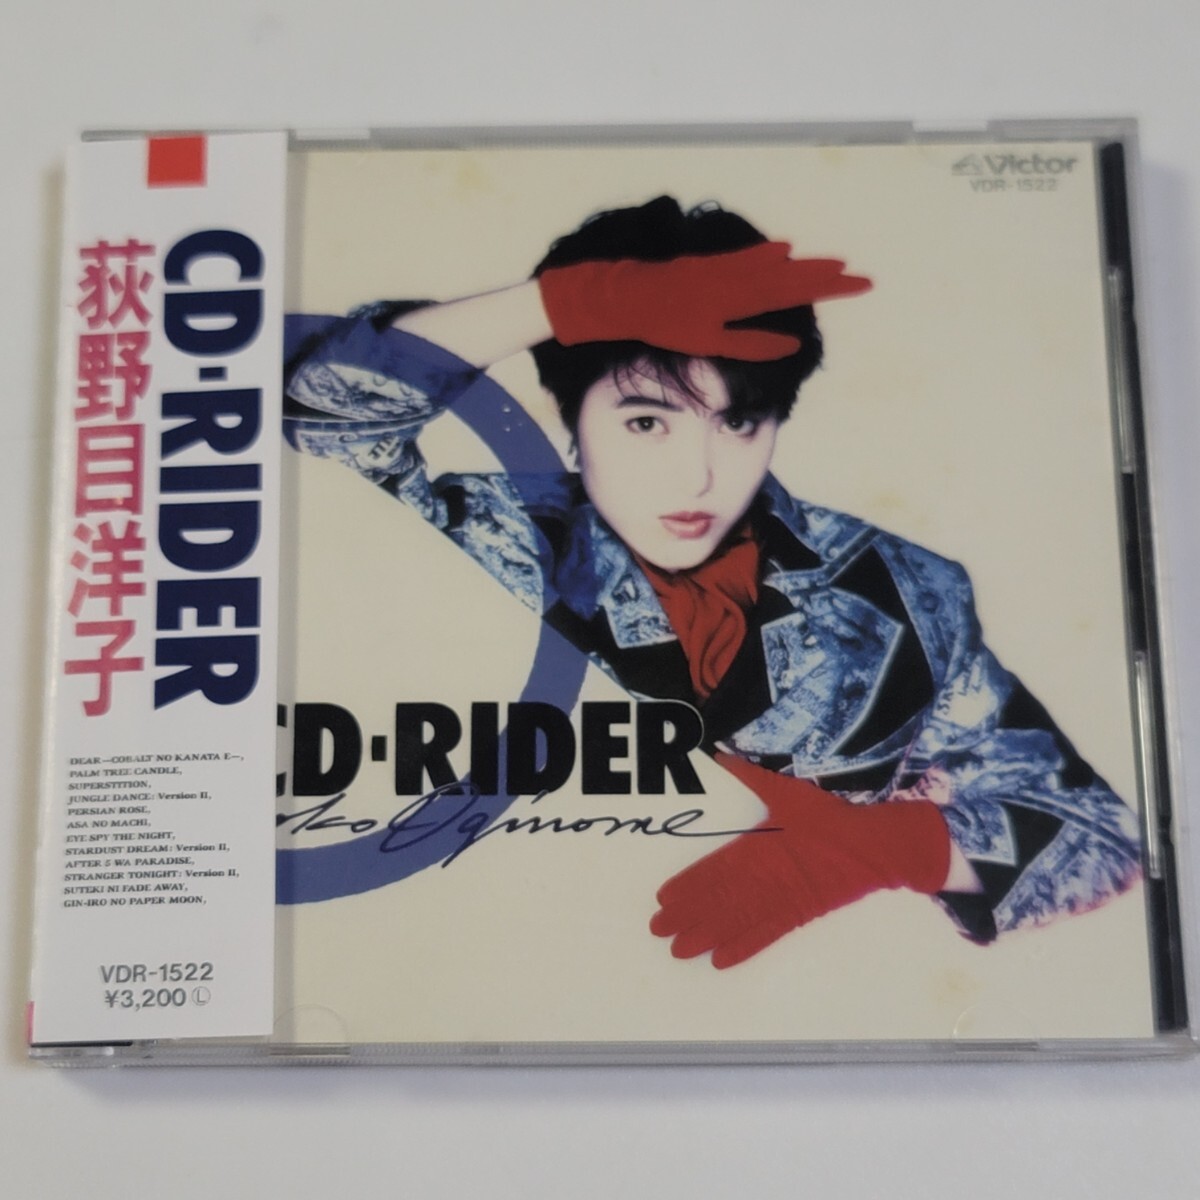 CD-RIDER
荻野目洋子
DEAR—COBALT NO KANATA E—,
PALM TREE CANDLE,
SUPERSTITION,
JUNGLE DANCE: Version II,
PERSIAN ROSE,
ASA NO MACHI,
EYE SPY THE NIGHT,
STARDUST DREAM: Version II,
AFTER 5 WA PARADISE,
STRANGER TONIGHT: Version II,
SUTEKI NI FADE AWAY,
GIN-IRO NO PAPER MOON,
VDR-1522
¥3,200 Ⓛ
Victor
VDR-1522
CD-RIDER
oko Oginome